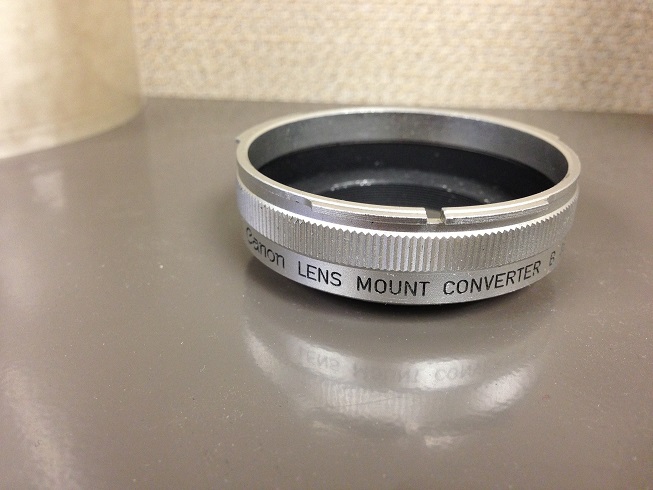 Canon LENS MOUNT CONVERTER B